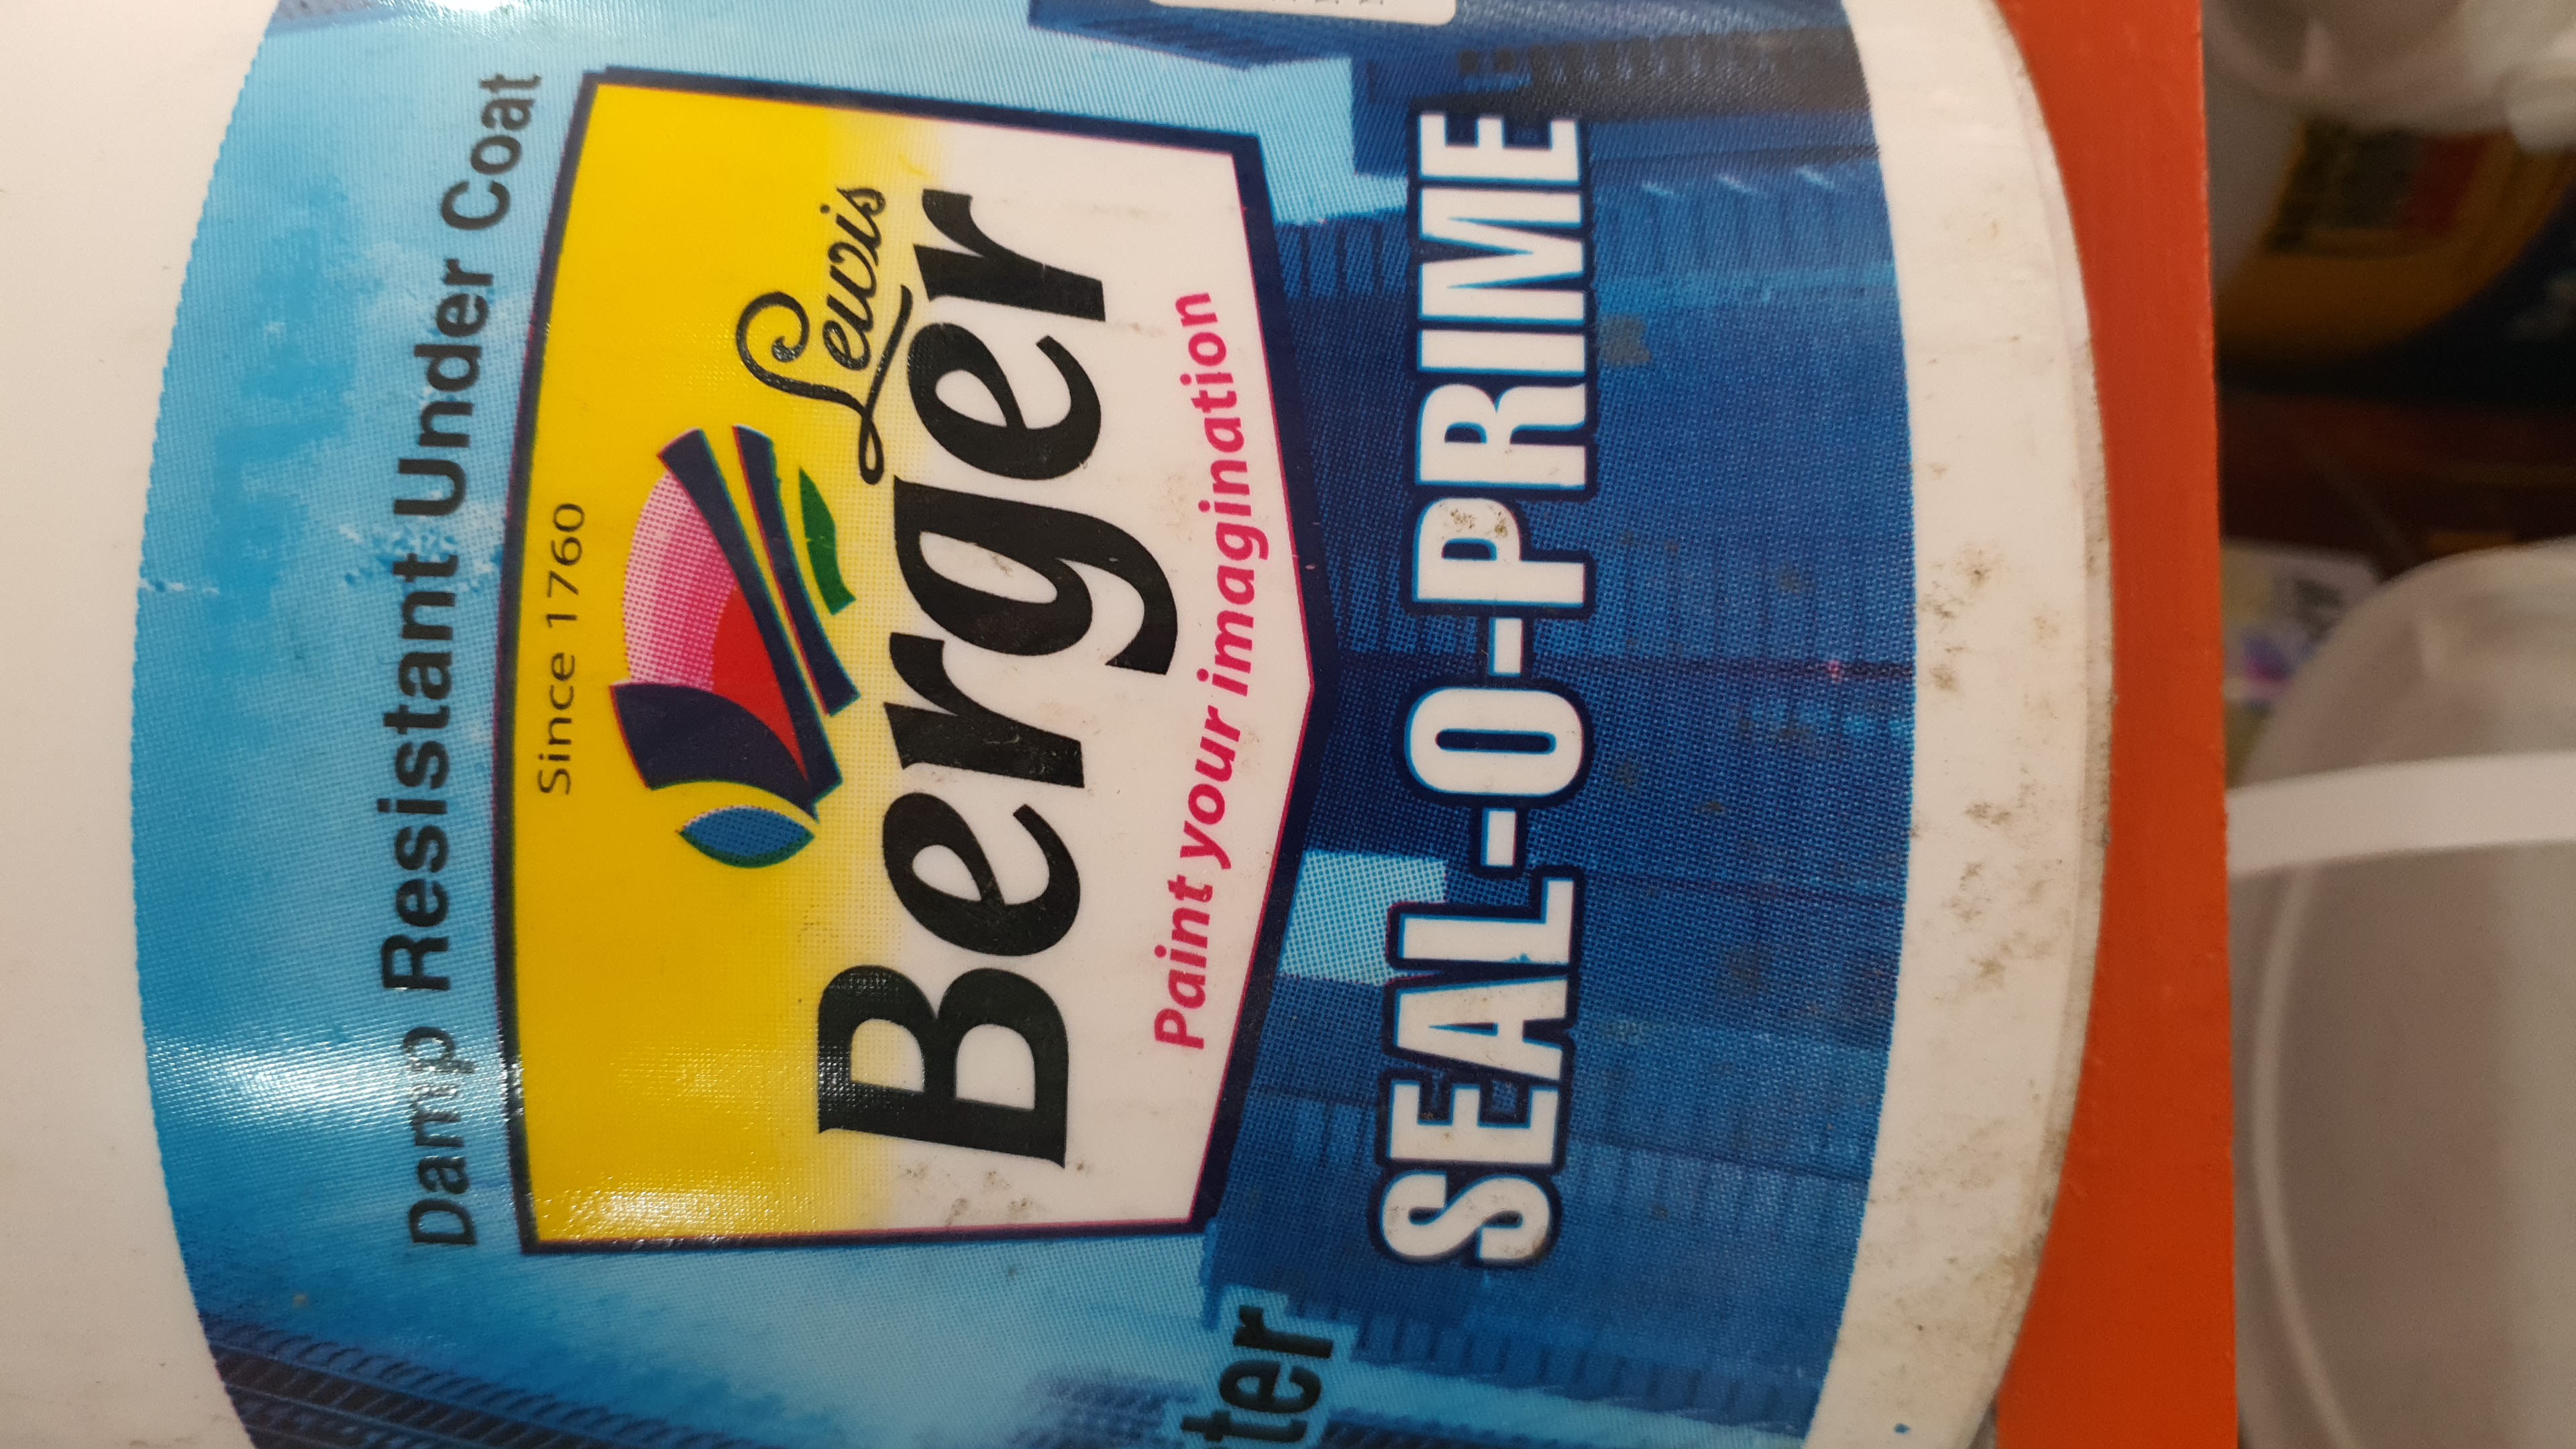 Damp Resistant Under Coat
Since 1760
Lewis
Berger
Paint your imagination
SEAL-O-PRIME
ter